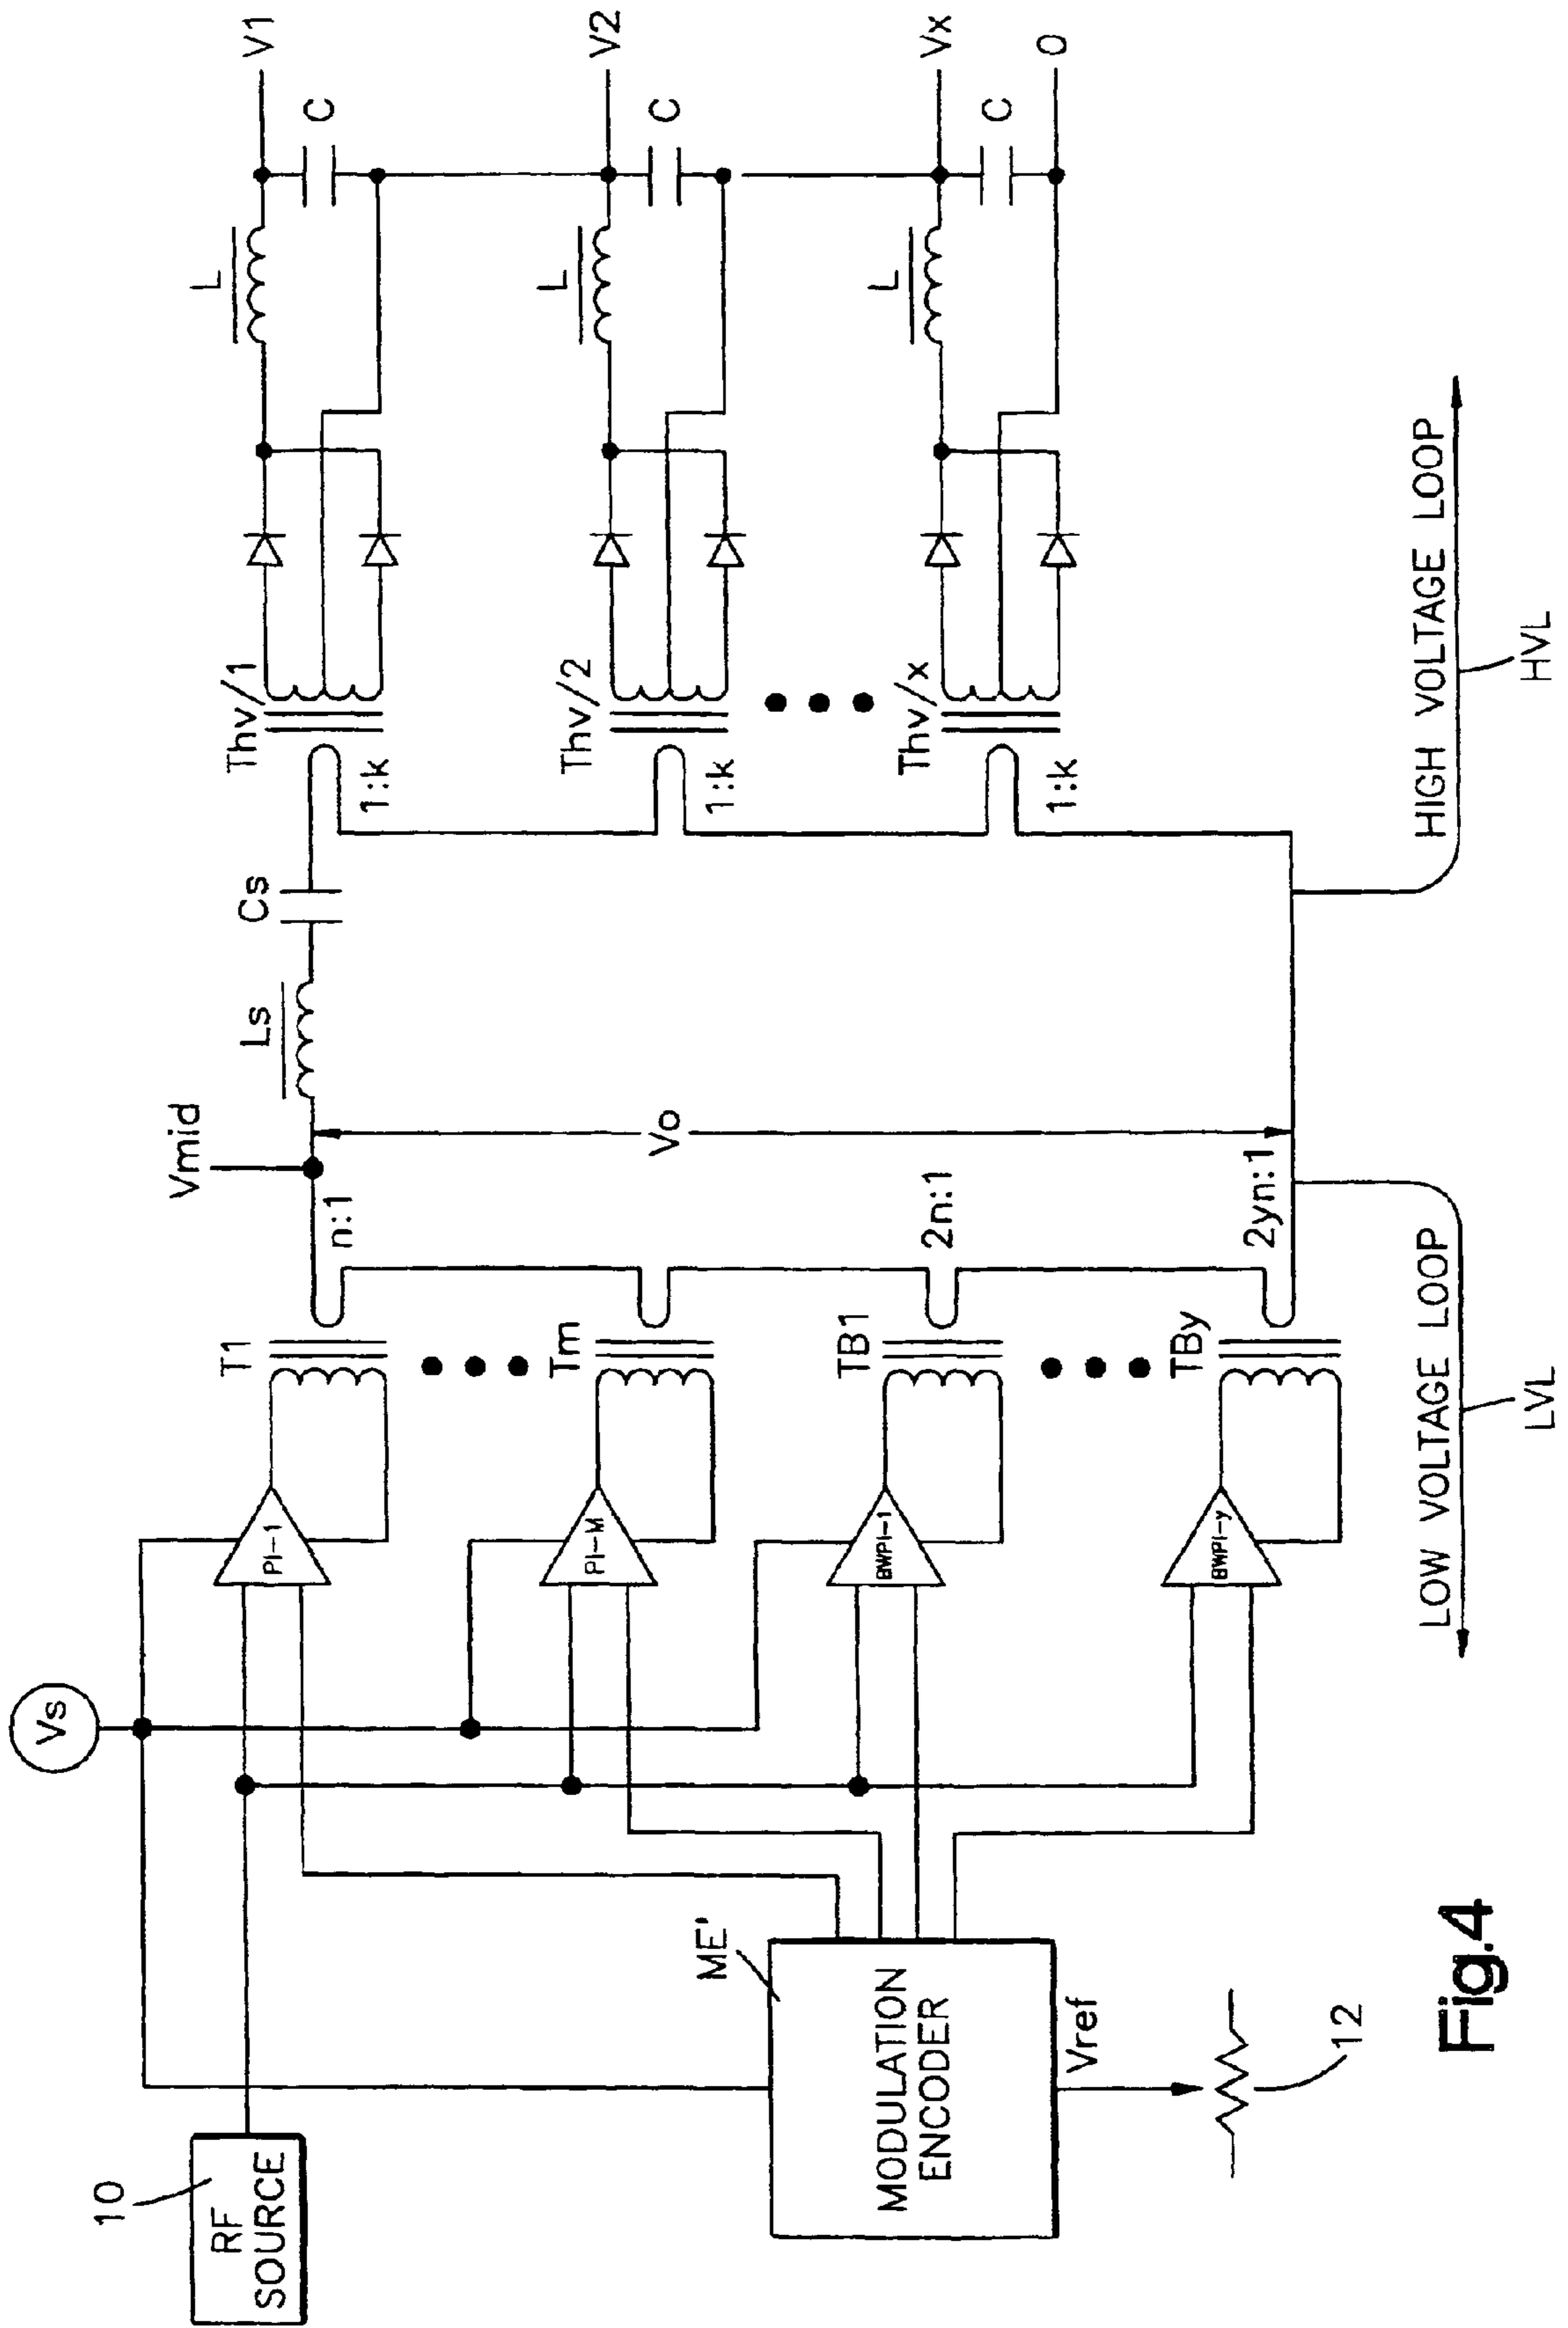 10
RF
SOURCE
Vs
ME'
MODULATION
ENCODER
Vref
12
PI-1
PI-M
BWPI-1
BWPI-y
T1
Tm
TB1
TBy
n:1
2n:1
2yn:1
Vmid
Vo
Ls
Cs
Thv/1
1:k
Thv/2
1:k
Thv/x
1:k
L
L
L
C
C
C
V1
V2
Vx
0
LOW VOLTAGE LOOP
LVL
HIGH VOLTAGE LOOP
HVL
Fig.4